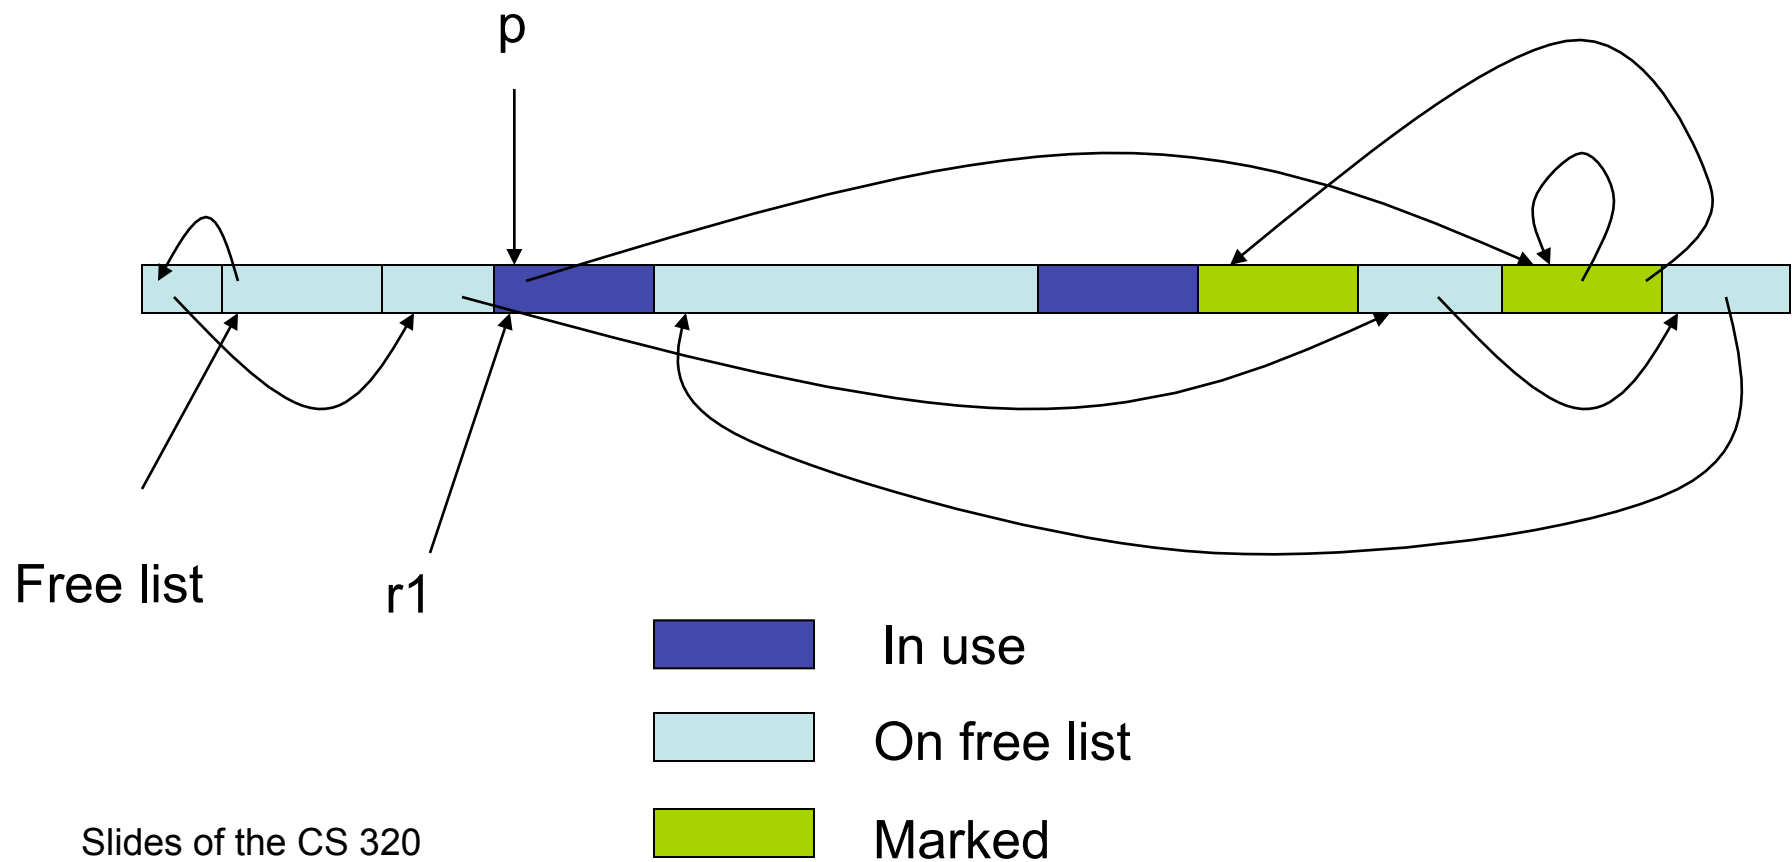 p
Free list
r1
In use
On free list
Marked
Slides of the CS 320